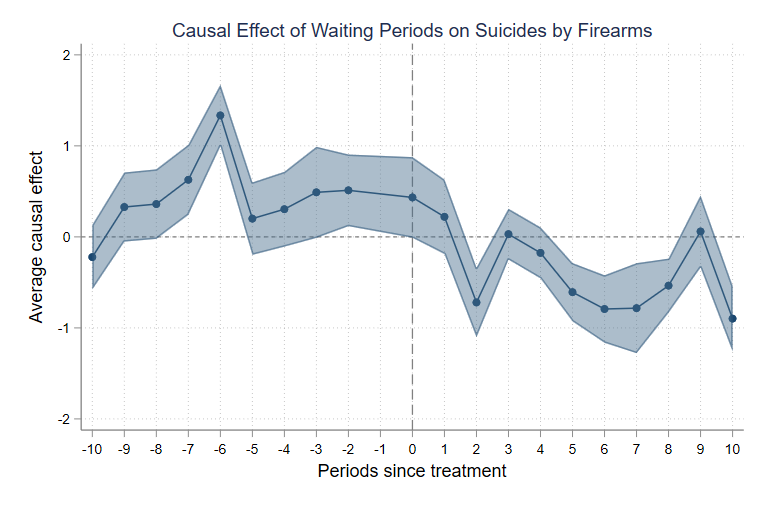 Causal Effect of Waiting Periods on Suicides by Firearms
2
1
0
-1
-2
Average causal effect
-10 -9 -8 -7 -6 -5 -4 -3 -2 -1 0 1 2 3 4 5 6 7 8 9 10
Periods since treatment